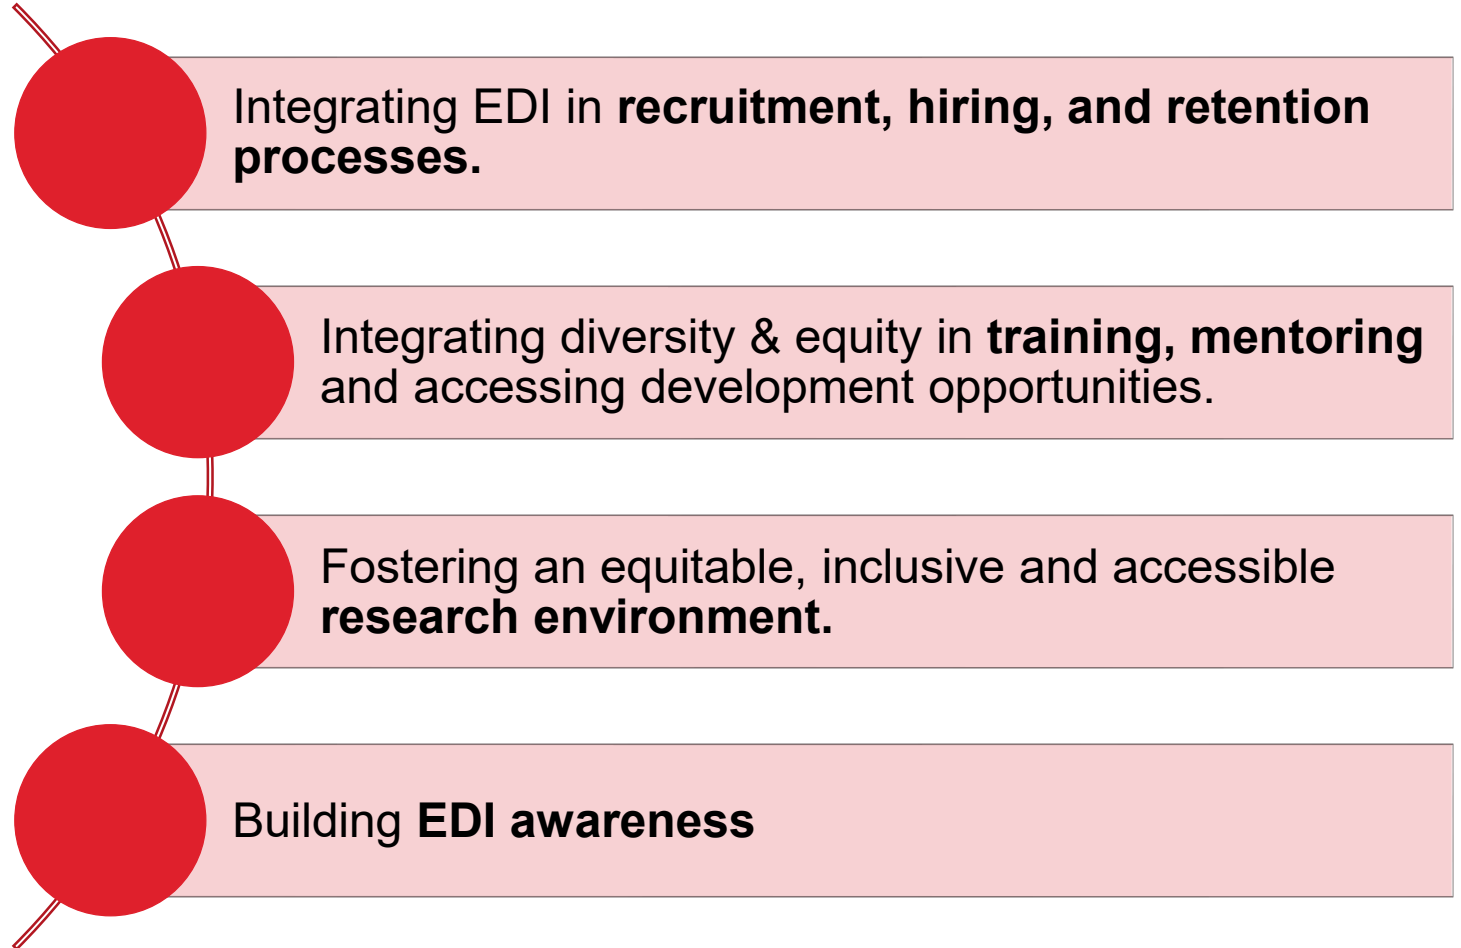 Integrating EDI in recruitment, hiring, and retention
processes.
Integrating diversity & equity in training, mentoring
and accessing development opportunities.
Fostering an equitable, inclusive and accessible
research environment.
Building EDI awareness